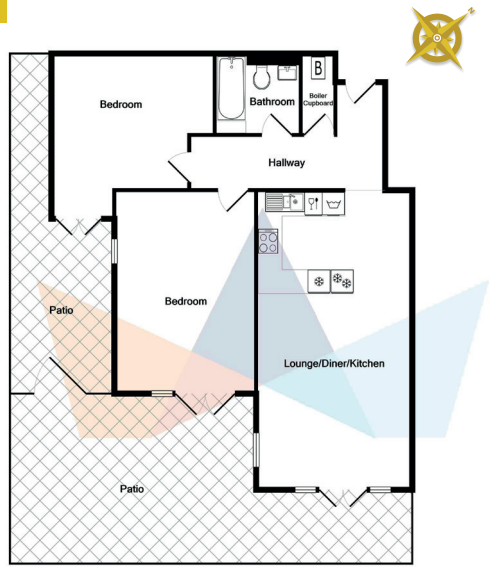 N
B
Bedroom
Bathroom
Boiler
Cupboard
Hallway
Bedroom
Patio
Lounge/Diner/Kitchen
Patio